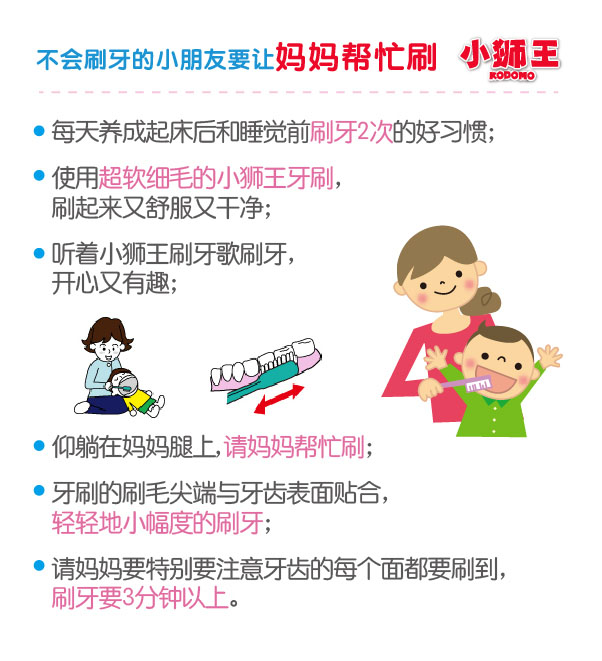 不会刷牙的小朋友要让妈妈帮忙刷
小狮王
KODOMO
每天养成起床后和睡觉前刷牙2次的好习惯；
使用超软细毛的小狮王牙刷，
刷起来又舒服又干净；
听着小狮王刷牙歌刷牙，
开心又有趣；
仰躺在妈妈腿上，请妈妈帮忙刷；
牙刷的刷毛尖端与牙齿表面贴合，
轻轻地小幅度的刷牙；
请妈妈要特别要注意牙齿的每个面都要刷到，
刷牙要3分钟以上。